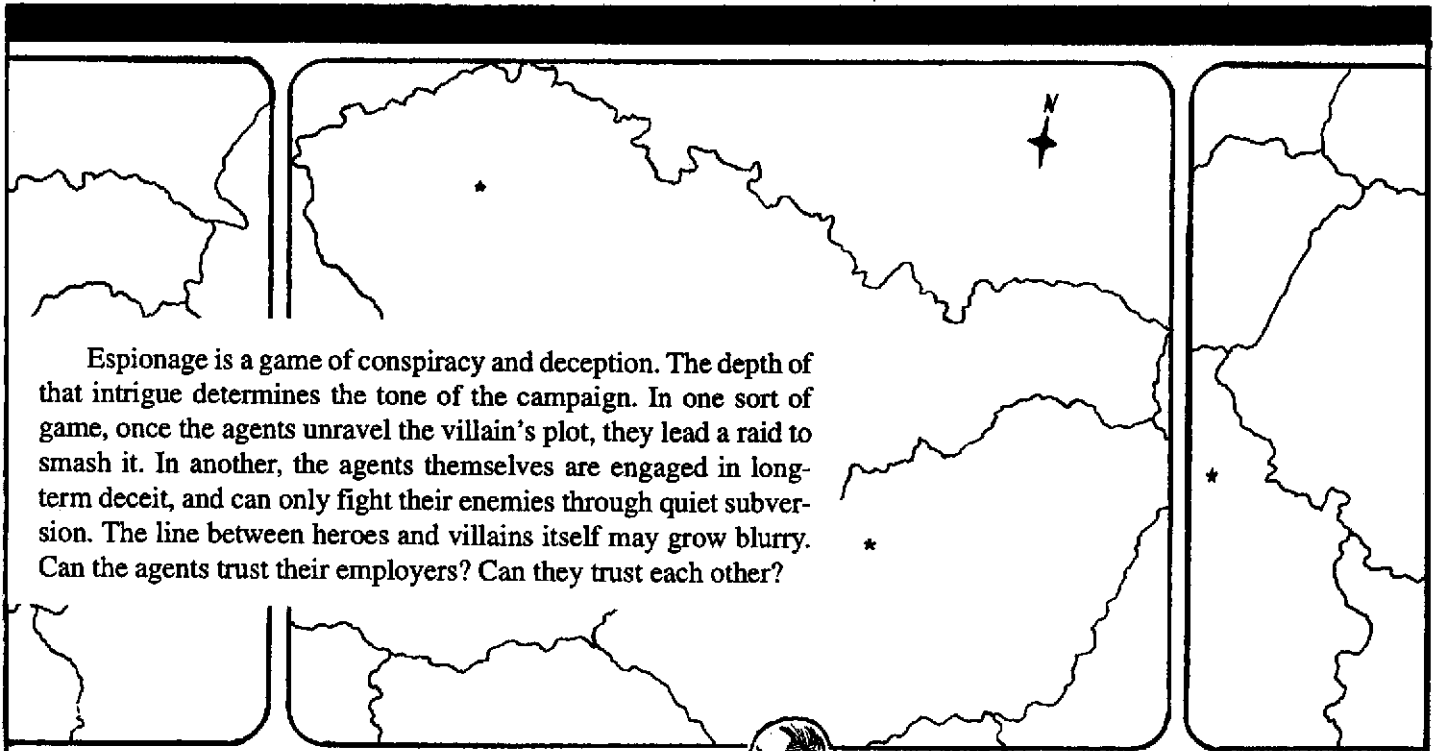 N
Espionage is a game of conspiracy and deception. The depth of
that intrigue determines the tone of the campaign. In one sort of
game, once the agents unravel the villain's plot, they lead a raid to
smash it. In another, the agents themselves are engaged in long-
term deceit, and can only fight their enemies through quiet subver-
sion. The line between heroes and villains itself may grow blurry.
Can the agents trust their employers? Can they trust each other?